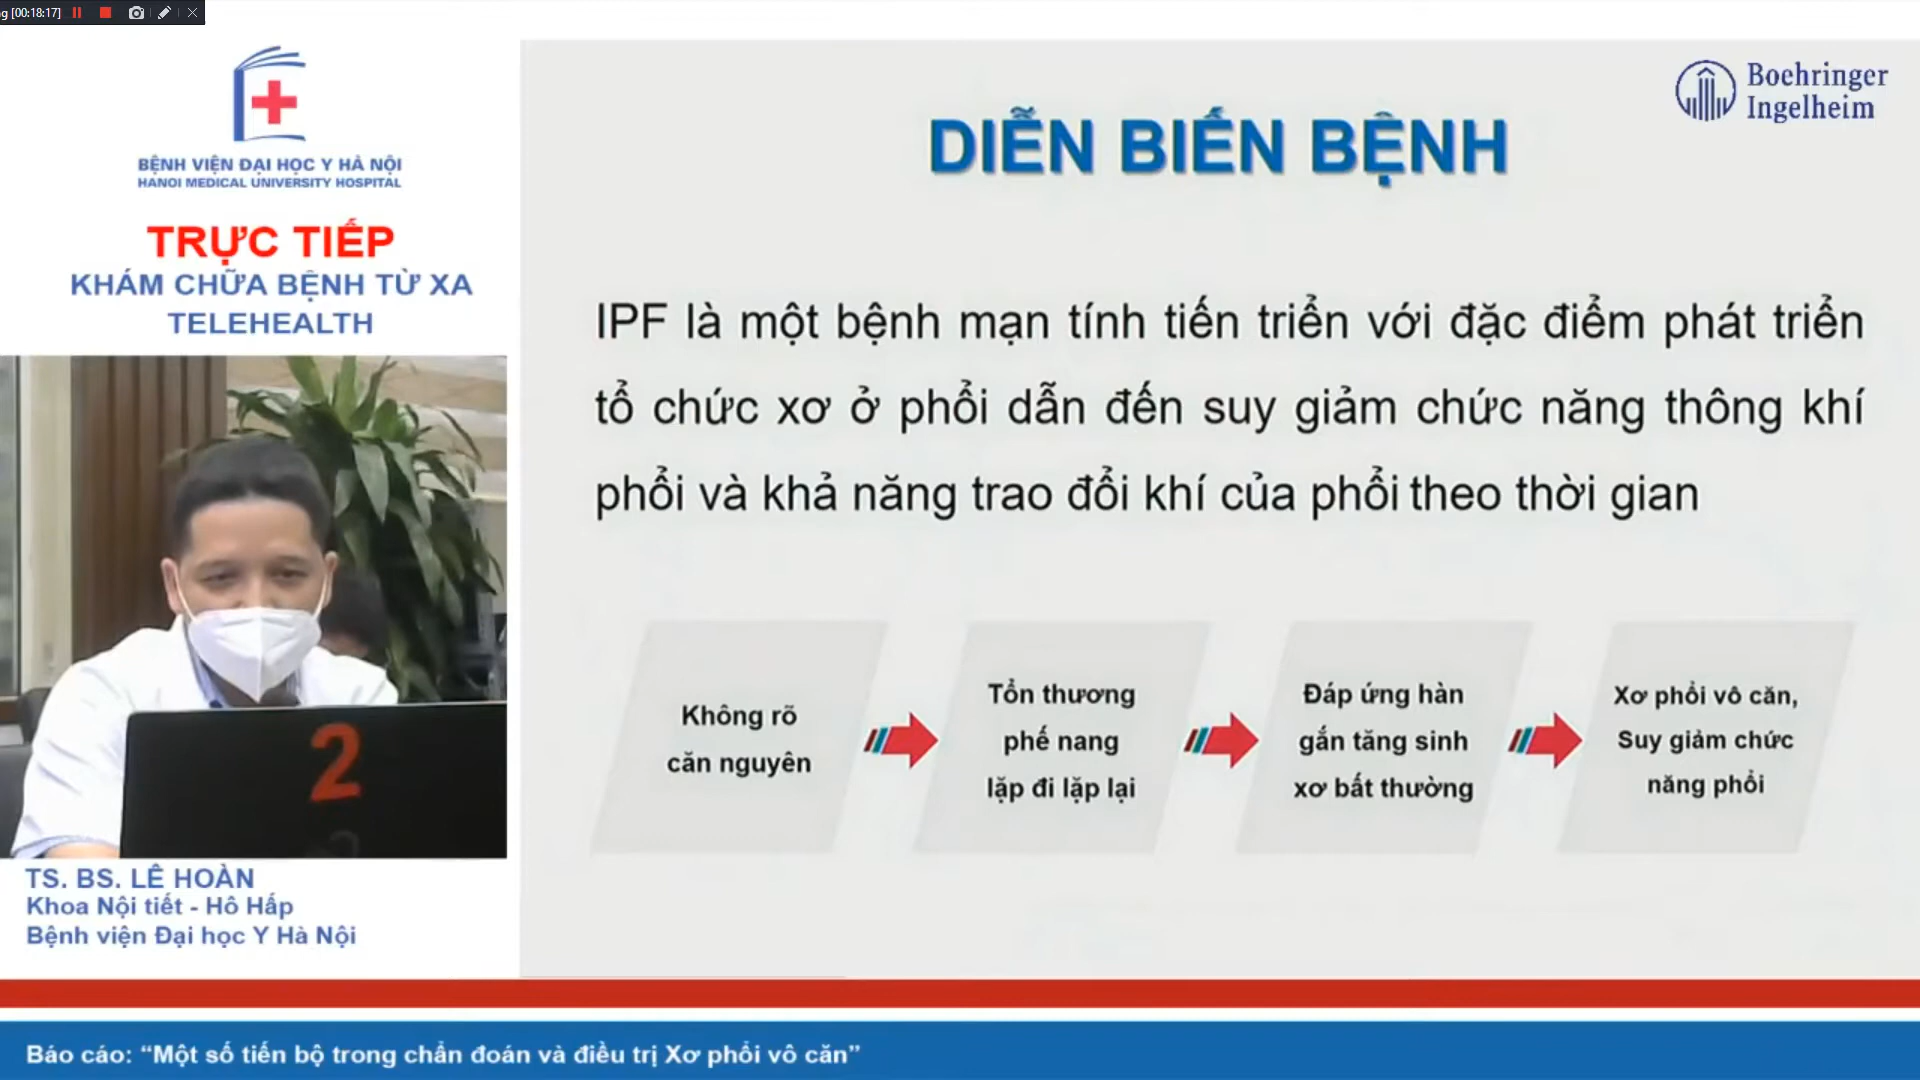 [00:18:17]
BỆNH VIỆN ĐẠI HỌC Y HÀ NỘI
HANOI MEDICAL UNIVERSITY HOSPITAL
TRỰC TIẾP
KHÁM CHỮA BỆNH TỪ XA
TELEHEALTH
2
TS. BS. LÊ HOÀN
Khoa Nội tiết - Hô Hấp
Bệnh viện Đại học Y Hà Nội
Boehringer
Ingelheim
DIỄN BIẾN BỆNH
IPF là một bệnh mạn tính tiến triển với đặc điểm phát triển
tổ chức xơ ở phổi dẫn đến suy giảm chức năng thông khí
phổi và khả năng trao đổi khí của phổi theo thời gian
Không rõ
căn nguyên
Tổn thương
phế nang
lặp đi lặp lại
Đáp ứng hàn
gắn tăng sinh
xơ bất thường
Xơ phổi vô căn,
Suy giảm chức
năng phổi
Báo cáo: “Một số tiến bộ trong chẩn đoán và điều trị Xơ phổi vô căn”